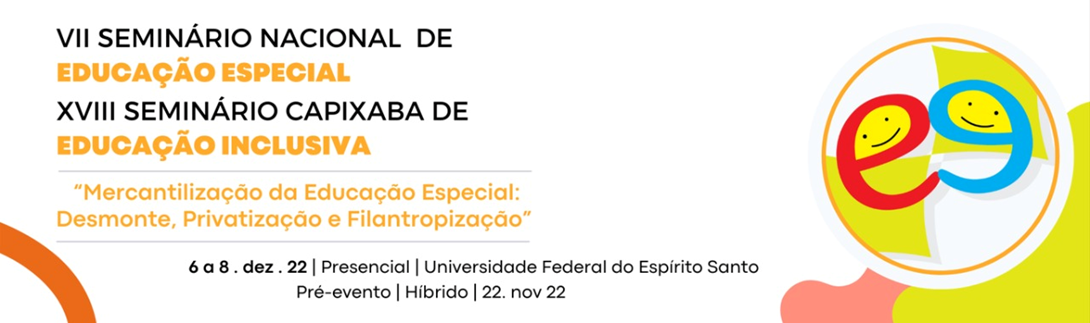 VII SEMINÁRIO NACIONAL DE
EDUCAÇÃO ESPECIAL
XVIII SEMINÁRIO CAPIXABA DE
EDUCAÇÃO INCLUSIVA
“Mercantilização da Educação Especial:
Desmonte, Privatização e Filantropização”
6 a 8 . dez . 22 | Presencial | Universidade Federal do Espírito Santo
Pré-evento | Híbrido | 22. nov 22